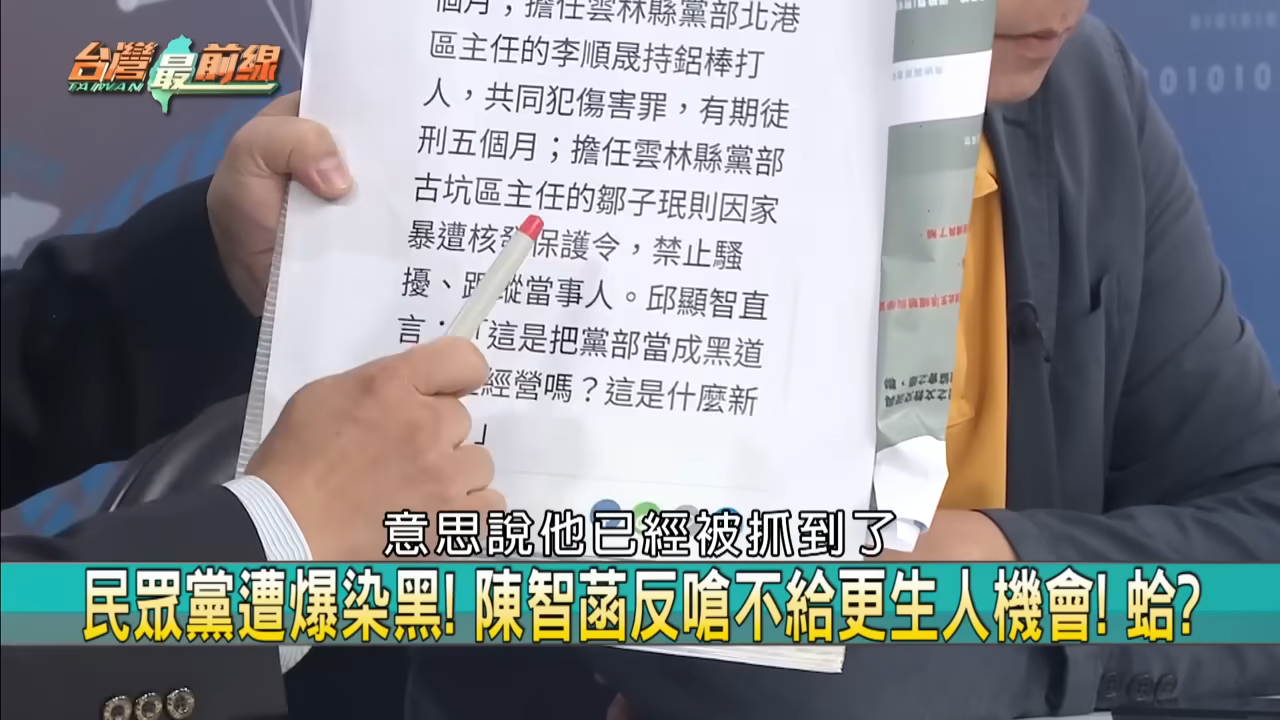 台灣最前線
TAIWAN
個月；擔任雲林縣黨部北港
區主任的李順晟持鋁棒打
人，共同犯傷害罪，有期徒
刑五個月；擔任雲林縣黨部
古坑區主任的鄒子珉則因家
暴遭核發保護令，禁止騷
擾、跟蹤當事人。邱顯智直
言：「這是把黨部當成黑道
經營嗎？這是什麼新
」
01010
意思說他已經被抓到了
民眾黨遭爆染黑! 陳智菡反嗆不給更生人機會! 蛤?